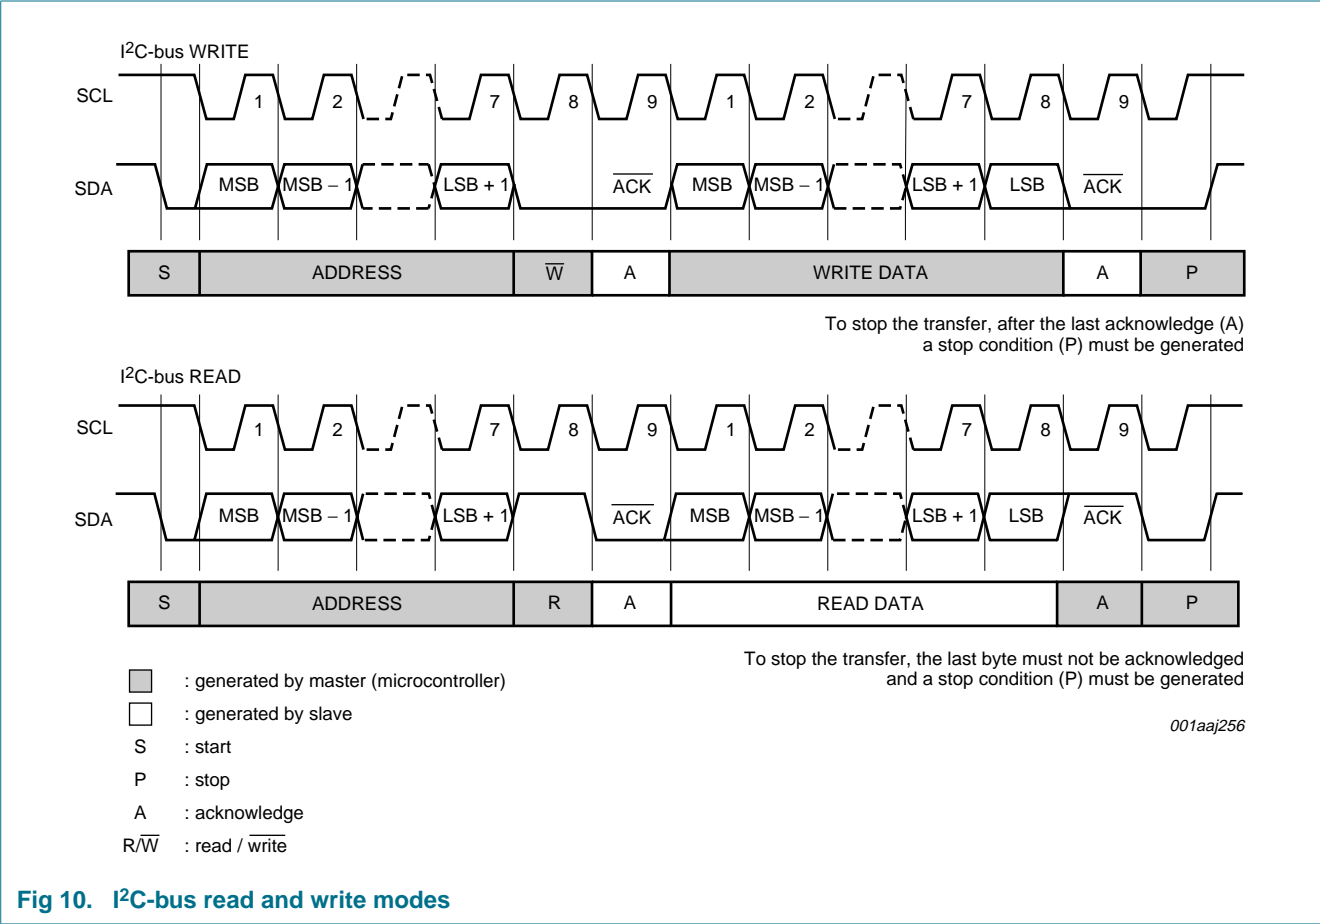 I²C-bus WRITE
SCL 1 2 7 8 9 1 2 7 8 9
SDA MSB MSB − 1 LSB + 1 ACK MSB MSB − 1 LSB + 1 LSB ACK
S ADDRESS W A WRITE DATA A P
To stop the transfer, after the last acknowledge (A)
a stop condition (P) must be generated
I²C-bus READ
SCL 1 2 7 8 9 1 2 7 8 9
SDA MSB MSB − 1 LSB + 1 ACK MSB MSB − 1 LSB + 1 LSB ACK
S ADDRESS R A READ DATA A P
To stop the transfer, the last byte must not be acknowledged
and a stop condition (P) must be generated
: generated by master (microcontroller)
: generated by slave
001aaj256
S : start
P : stop
A : acknowledge
R/W : read / write
Fig 10. I²C-bus read and write modes